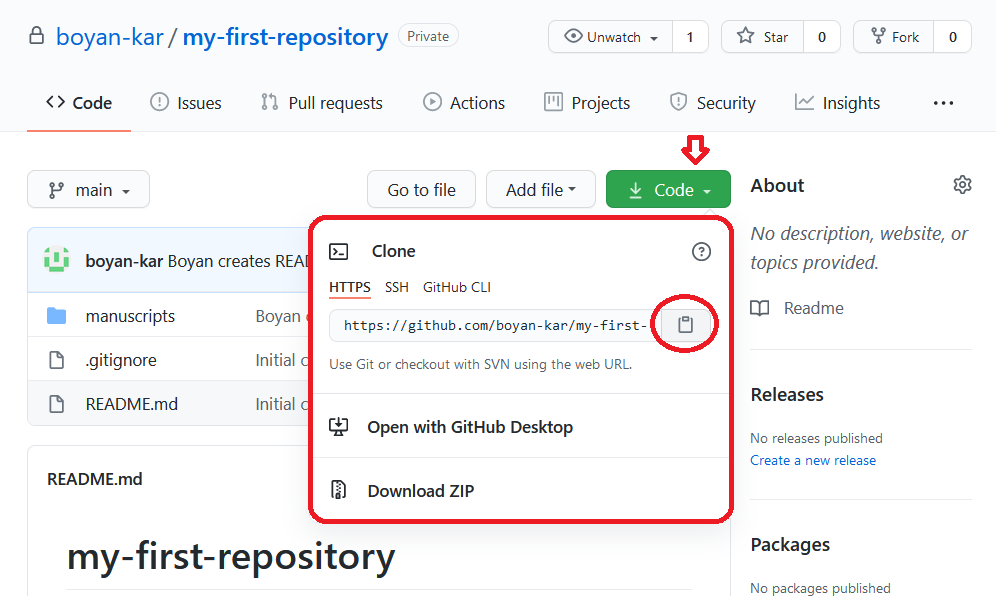 boyan-kar / my-first-repository Private Unwatch 1 Star 0 Fork 0
Code Issues Pull requests Actions Projects Security Insights ...
main Go to file Add file Code
boyan-kar Boyan creates
manuscripts Boyan
.gitignore Initial
README.md Initial
Clone
HTTPS SSH GitHub CLI
https://github.com/boyan-kar/my-first-
Use Git or checkout with SVN using the web URL.
Open with GitHub Desktop
Download ZIP
README.md
my-first-repository
About
No description, website, or
topics provided.
Readme
Releases
No releases published
Create a new release
Packages
No packages published